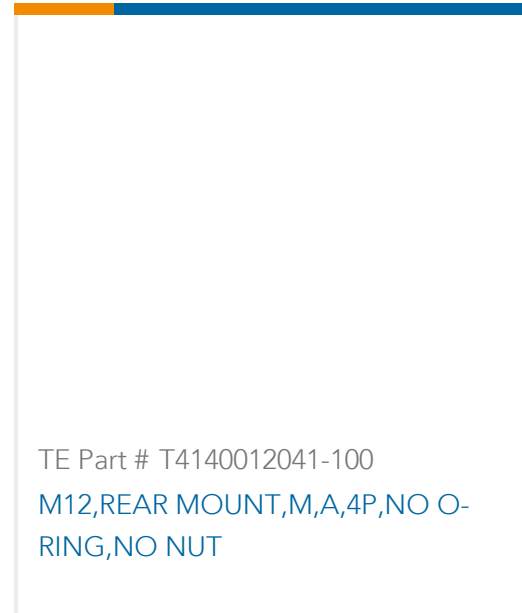 TE Part # T4140012041-100
M12,REAR MOUNT,M,A,4P,NO O-
RING,NO NUT